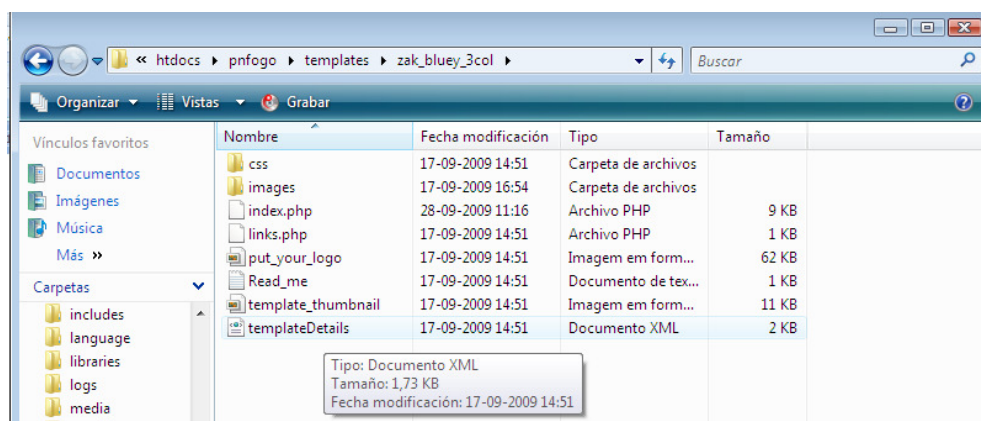 « htdocs ▸ pnfogo ▸ templates ▸ zak_bluey_3col ▸ Buscar
Organizar Vistas Grabar
Vínculos favoritos
Documentos
Imágenes
Música
Más »
Carpetas
includes
language
libraries
logs
media
Nombre Fecha modificación Tipo Tamaño
css 17-09-2009 14:51 Carpeta de archivos
images 17-09-2009 16:54 Carpeta de archivos
index.php 28-09-2009 11:16 Archivo PHP 9 KB
links.php 17-09-2009 14:51 Archivo PHP 1 KB
put_your_logo 17-09-2009 14:51 Imagem em form... 62 KB
Read_me 17-09-2009 14:51 Documento de tex... 1 KB
template_thumbnail 17-09-2009 14:51 Imagem em form... 11 KB
templateDetails 17-09-2009 14:51 Documento XML 2 KB
Tipo: Documento XML
Tamaño: 1,73 KB
Fecha modificación: 17-09-2009 14:51